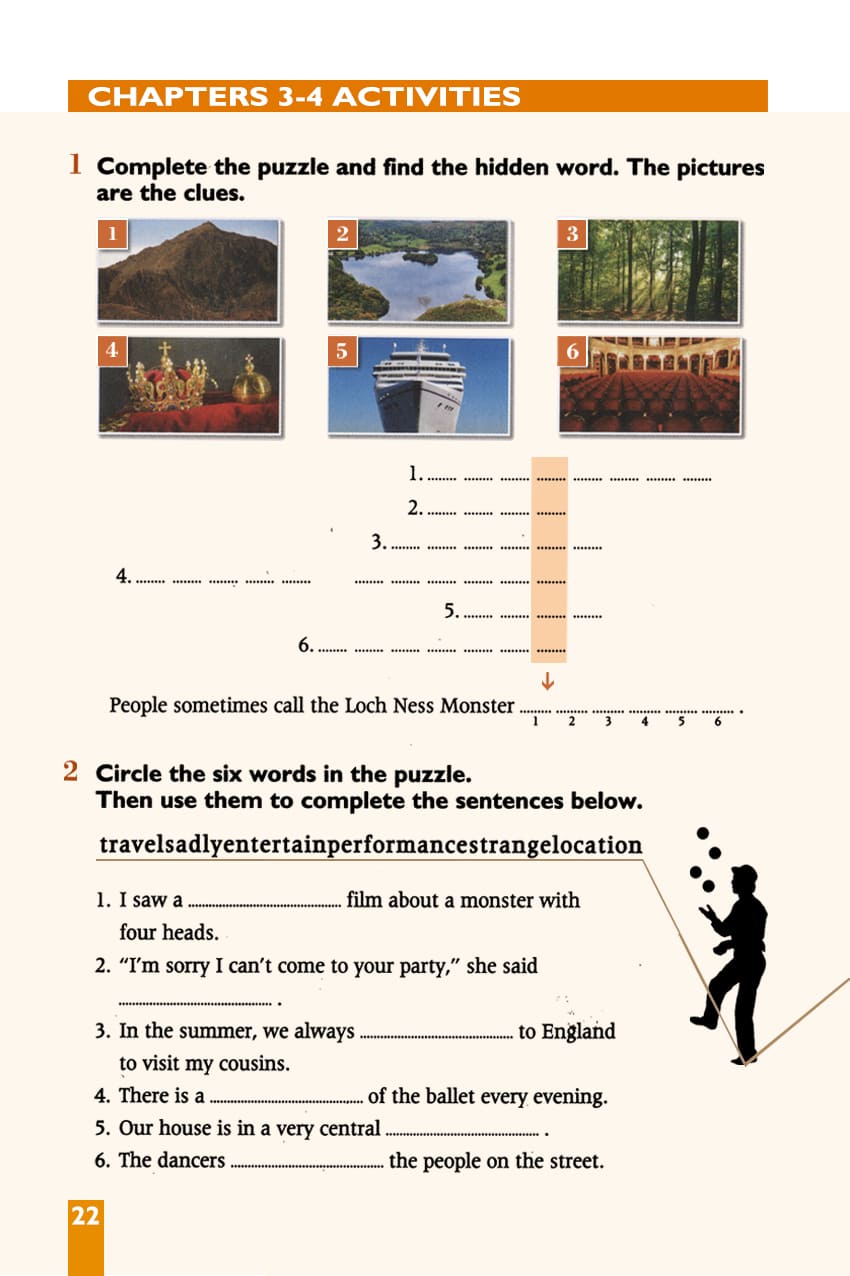 CHAPTERS 3-4 ACTIVITIES
1 Complete the puzzle and find the hidden word. The pictures
are the clues.
1
2
3
4
5
6
1. ........ ........ ........ ........ ........ ........ ........ ........
2. ........ ........ ........ ........
3. ........ ........ ........ ........ ........ ........
4. ........ ........ ........ ........ ........ ........ ........ ........ ........ ........ ........
5. ........ ........ ........ ........
6. ........ ........ ........ ........ ........ ........ ........
People sometimes call the Loch Ness Monster ........ ........ ........ ........ ........ ........ .
1 2 3 4 5 6
2 Circle the six words in the puzzle.
Then use them to complete the sentences below.
travelsadlyentertainperformancestrangelocation
1. I saw a ........................ film about a monster with
four heads.
2. “I’m sorry I can’t come to your party,” she said
........................ .
3. In the summer, we always ........................ to England
to visit my cousins.
4. There is a ........................ of the ballet every evening.
5. Our house is in a very central ........................ .
6. The dancers ........................ the people on the street.
22